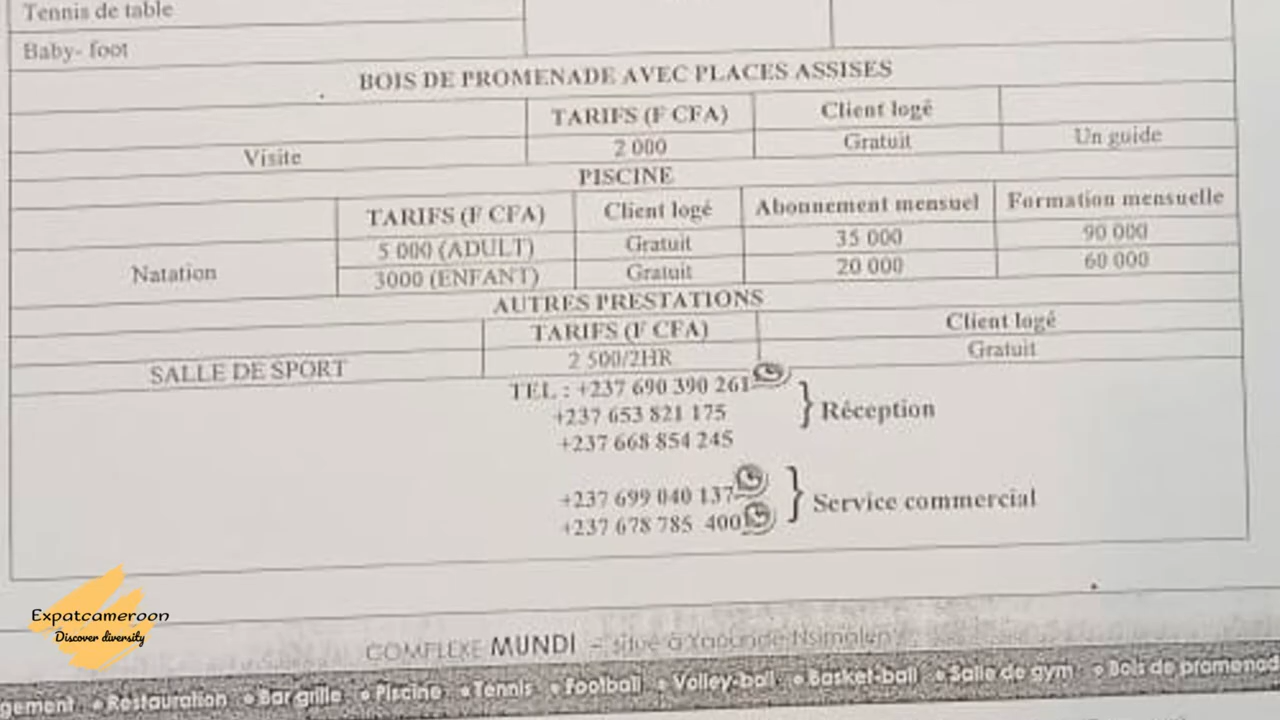 Tennis de table
Baby- foot
BOIS DE PROMENADE AVEC PLACES ASSISES
TARIFS (F CFA) Client logé
Visite 2 000 Gratuit Un guide
PISCINE
TARIFS (F CFA) Client logé Abonnement mensuel Formation mensuelle
Natation 5 000 (ADULT) Gratuit 35 000 90 000
3000 (ENFANT) Gratuit 20 000 60 000
AUTRES PRESTATIONS
TARIFS (F CFA) Client logé
SALLE DE SPORT 2 500/2HR Gratuit
TEL : +237 690 390 261
+237 653 821 175 Réception
+237 668 854 245
+237 699 040 137 Service commercial
+237 678 785 400
Expatcameroon
Discover diversity
COMPLEXE MUNDI – situé à Yaoundé Nsimalen
gement • Restauration • Bar grille • Piscine • Tennis • Football • Volley-ball • Basket-ball • Salle de gym • Bois de promenad